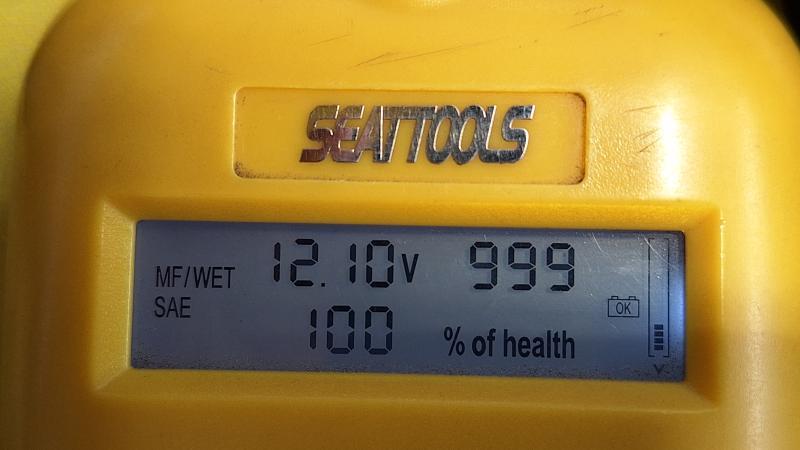 SEATTOOLS
MF/WET 12.10V 999
SAE 100 % of health
OK
V